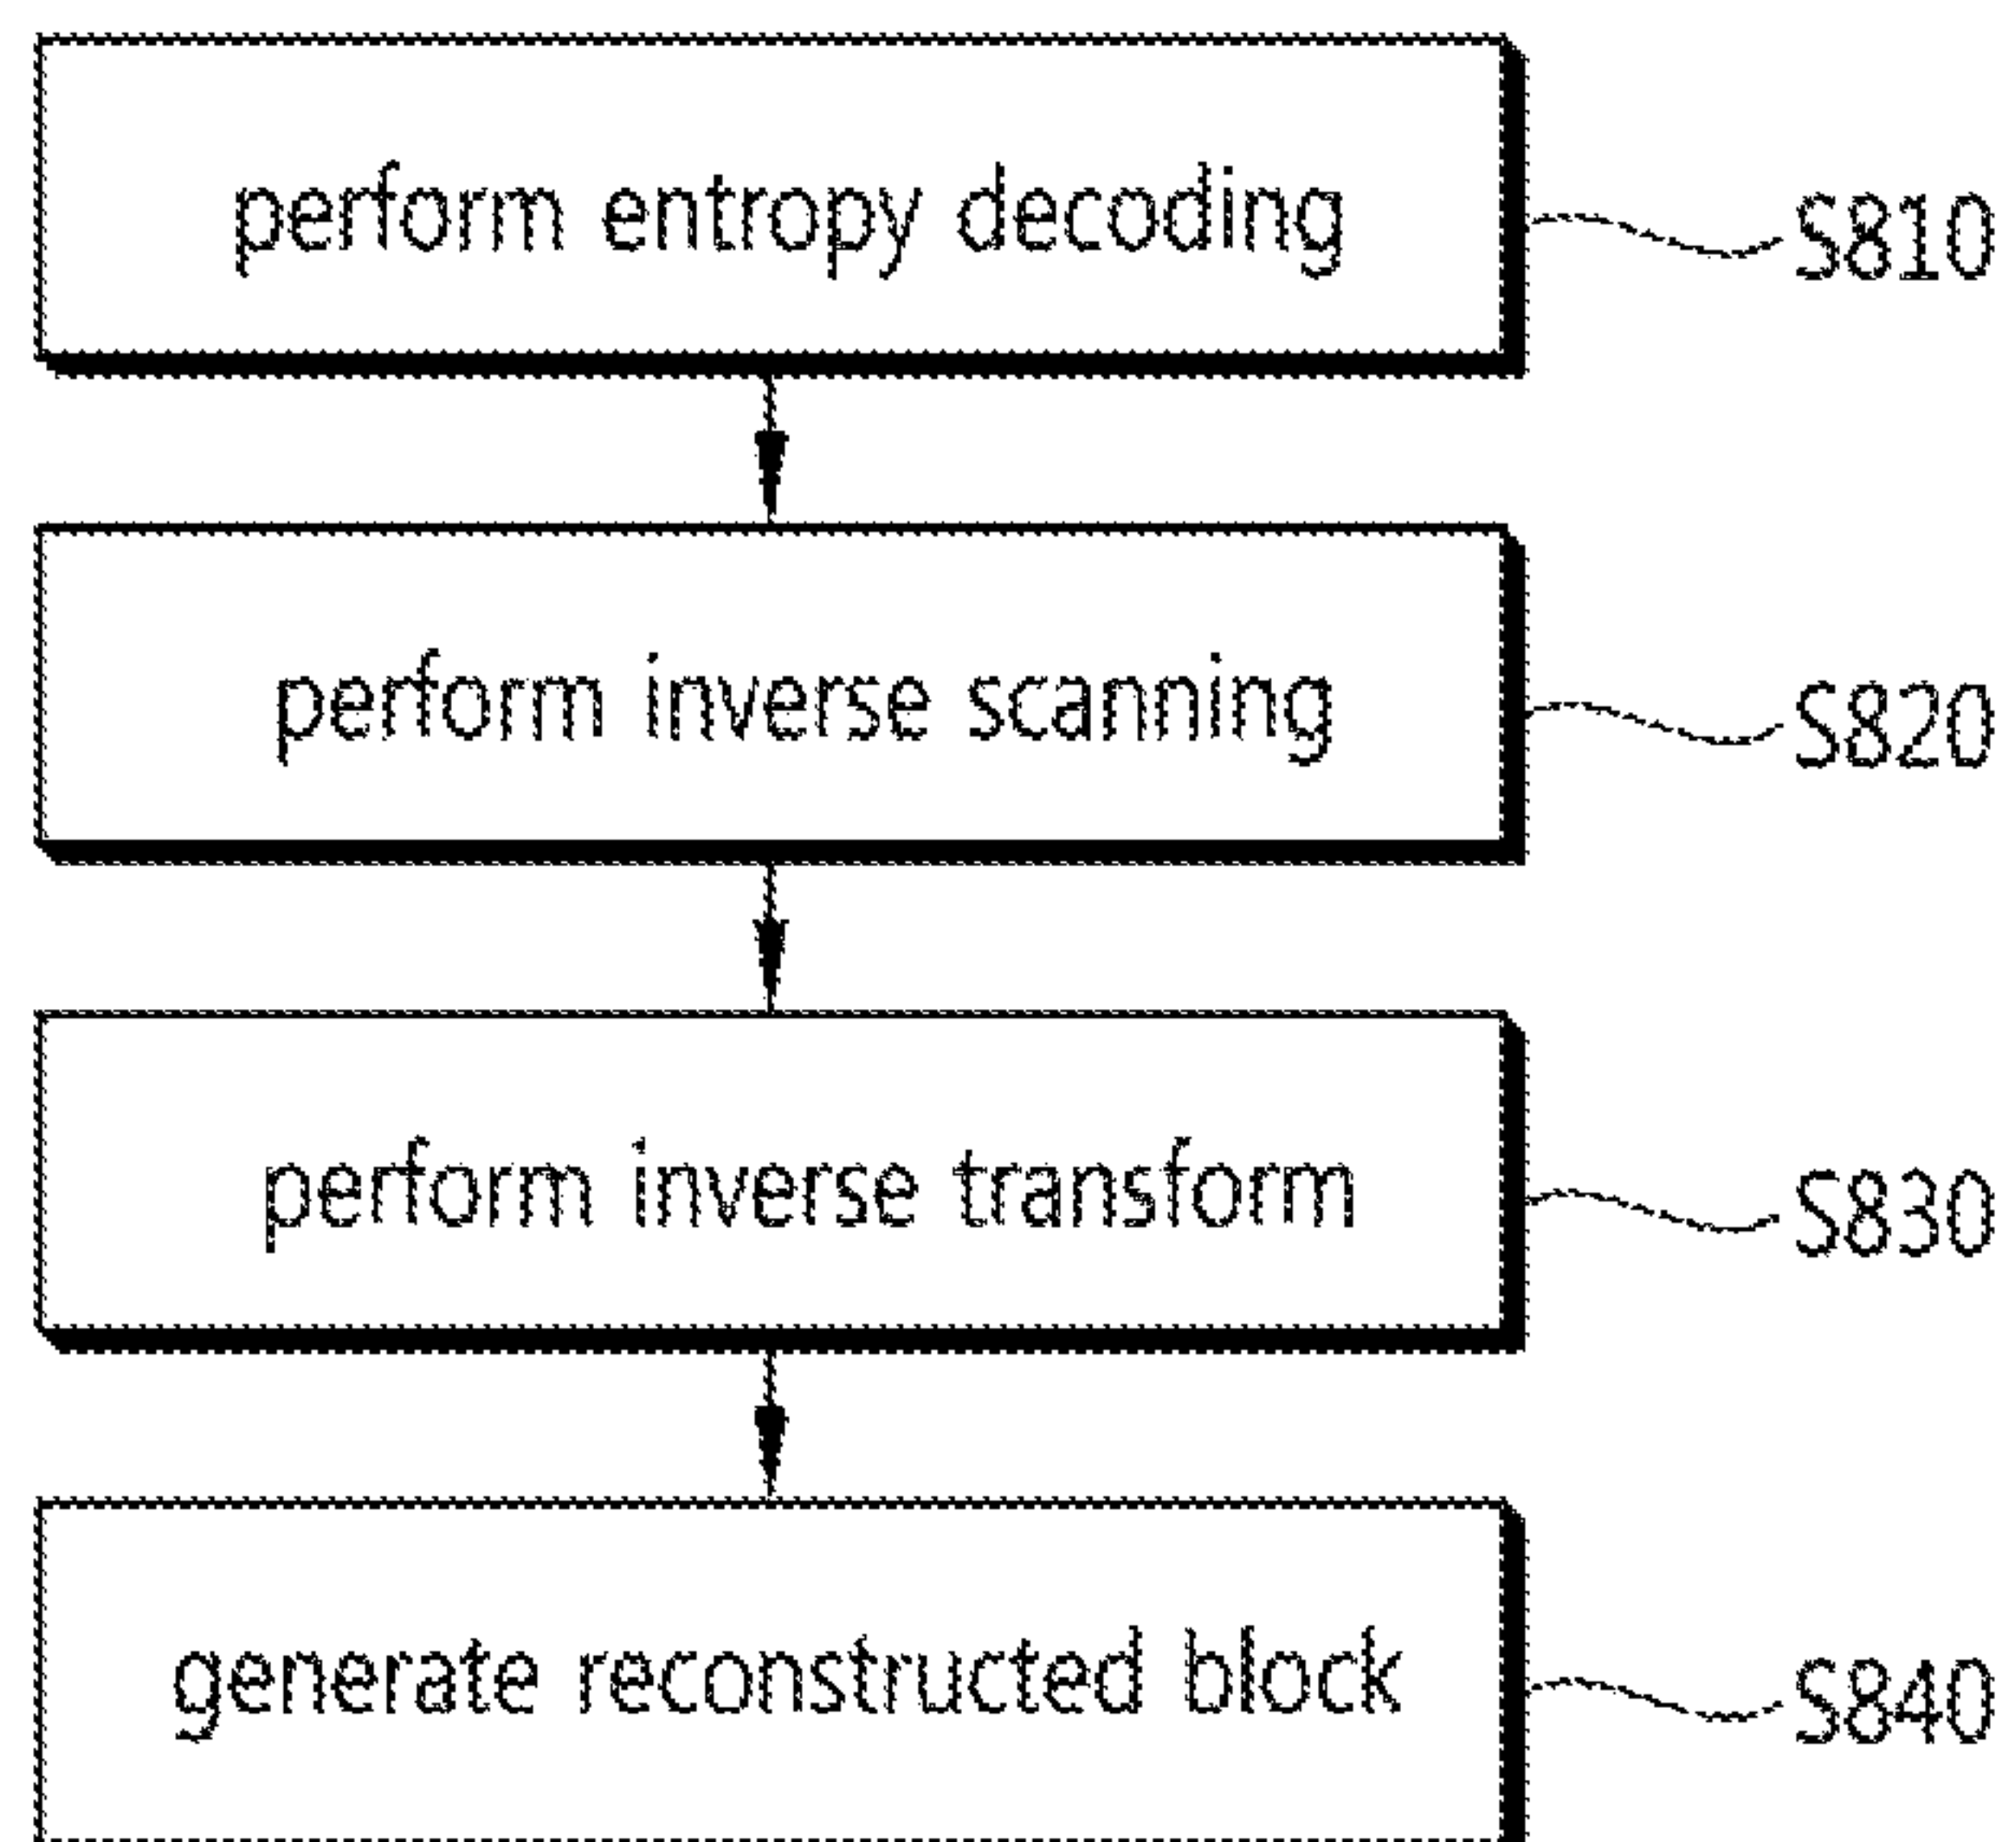 perform entropy decoding S810
perform inverse scanning S820
perform inverse transform S830
generate reconstructed block S840